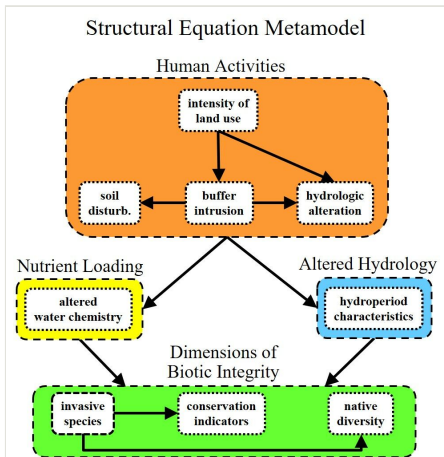 Structural Equation Metamodel
Human Activities
intensity of
land use
soil
disturb.
buffer
intrusion
hydrologic
alteration
Nutrient Loading
Altered Hydrology
altered
water chemistry
hydroperiod
characteristics
Dimensions of
Biotic Integrity
invasive
species
conservation
indicators
native
diversity